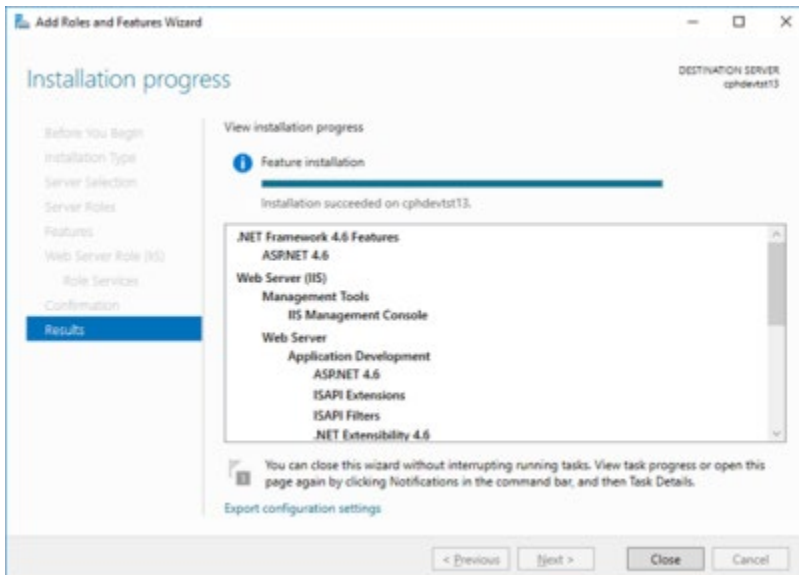 Add Roles and Features Wizard
Installation progress
DESTINATION SERVER
cphdevtst13
Before You Begin
Installation Type
Server Selection
Server Roles
Features
Web Server Role (IIS)
Role Services
Confirmation
Results
View installation progress
Feature installation
Installation succeeded on cphdevtst13.
.NET Framework 4.6 Features
ASP.NET 4.6
Web Server (IIS)
Management Tools
IIS Management Console
Web Server
Application Development
ASP.NET 4.6
ISAPI Extensions
ISAPI Filters
.NET Extensibility 4.6
You can close this wizard without interrupting running tasks. View task progress or open this
page again by clicking Notifications in the command bar, and then Task Details.
Export configuration settings
< Previous
Next >
Close
Cancel